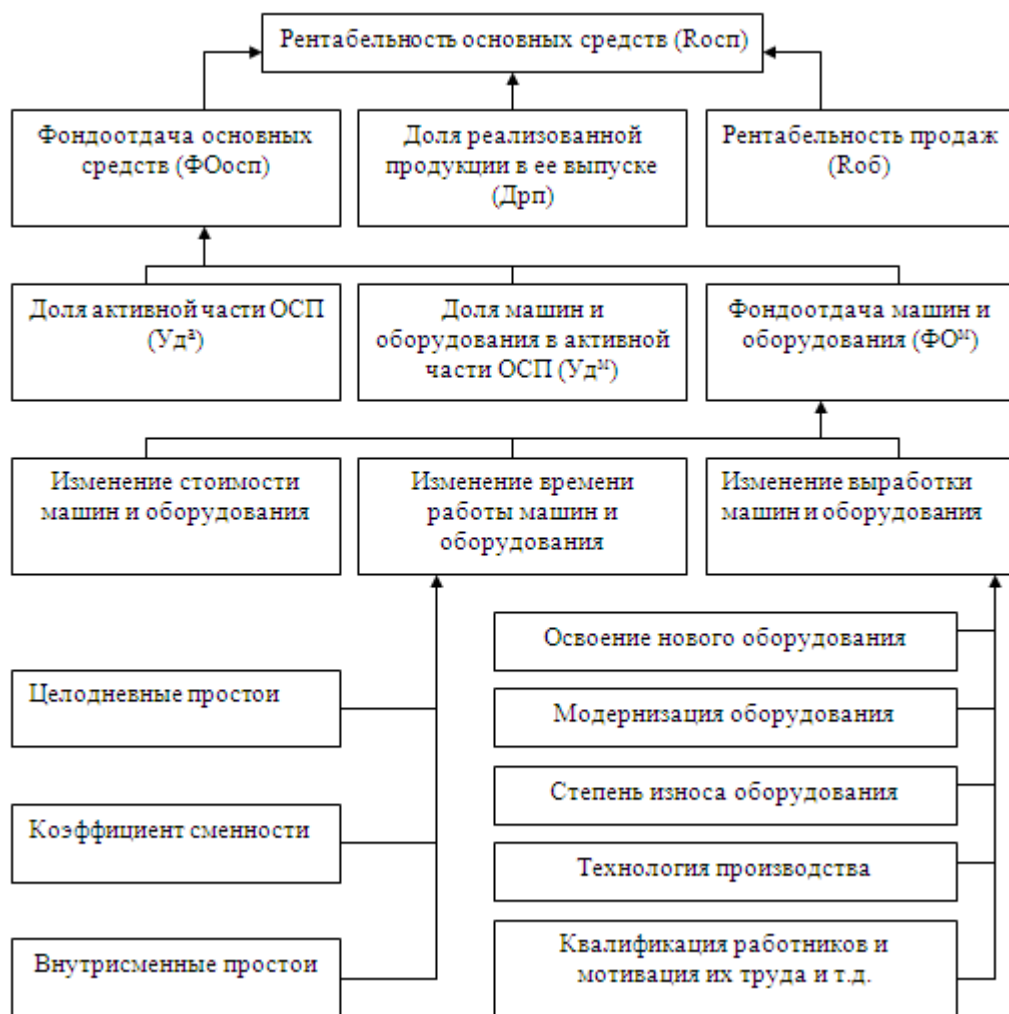 Рентабельность основных средств (Rосп)
Фондоотдача основных
средств (ФОосп)
Доля реализованной
продукции в ее выпуске
(Дрп)
Рентабельность продаж
(Rоб)
Доля активной части ОСП
(Удᵃ)
Доля машин и
оборудования в активной
части ОСП (Удᴹ)
Фондоотдача машин и
оборудования (ФОᴹ)
Изменение стоимости
машин и оборудования
Изменение времени
работы машин и
оборудования
Изменение выработки
машин и оборудования
Целодневные простои
Коэффициент сменности
Внутрисменные простои
Освоение нового оборудования
Модернизация оборудования
Степень износа оборудования
Технология производства
Квалификация работников и
мотивация их труда и т.д.